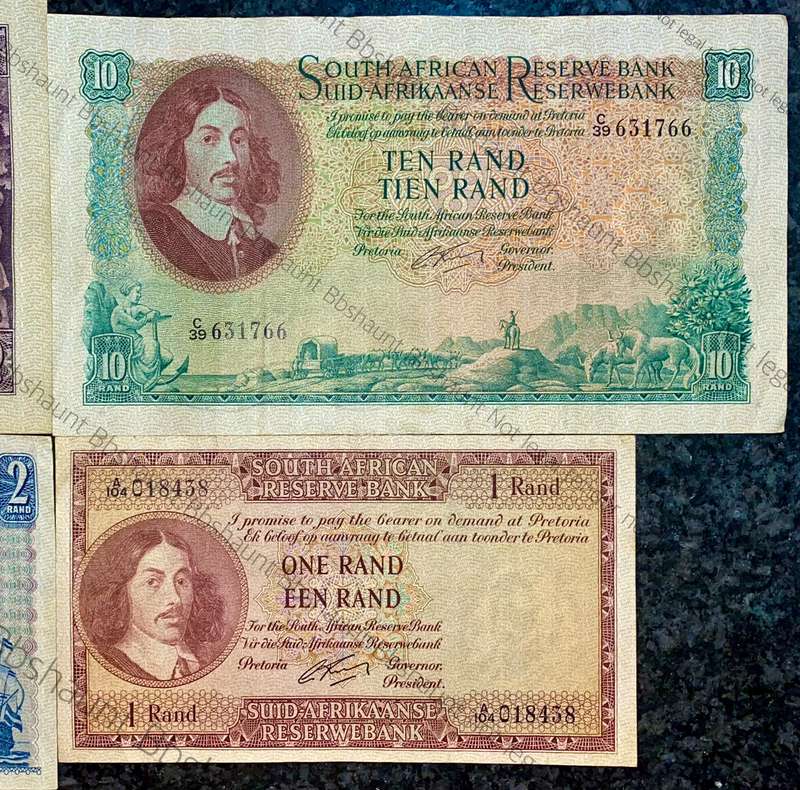 10
SOUTH AFRICAN RESERVE BANK
10
SUID-AFRIKAANSE RESERWEBANK
I promise to pay the bearer on demand at Pretoria
Ek beloof op aanvraag te betaal aan toonder te Pretoria
C/39 631766
TEN RAND
TIEN RAND
For the South African Reserve Bank
Vir die Suid-Afrikaanse Reserwebank
Pretoria Governor.
President.
C/39 631766
10
RAND
10
RAND
2
RAND
A/104 018438
SOUTH AFRICAN
RESERVE BANK
1 Rand
I promise to pay the bearer on demand at Pretoria
Ek beloof op aanvraag te betaal aan toonder te Pretoria
ONE RAND
EEN RAND
For the South African Reserve Bank
Vir die Suid-Afrikaanse Reserwebank
Pretoria Governor.
President.
1 Rand
SUID-AFRIKAANSE
RESERWEBANK
A/104 018438
Bbshaunt Not legal